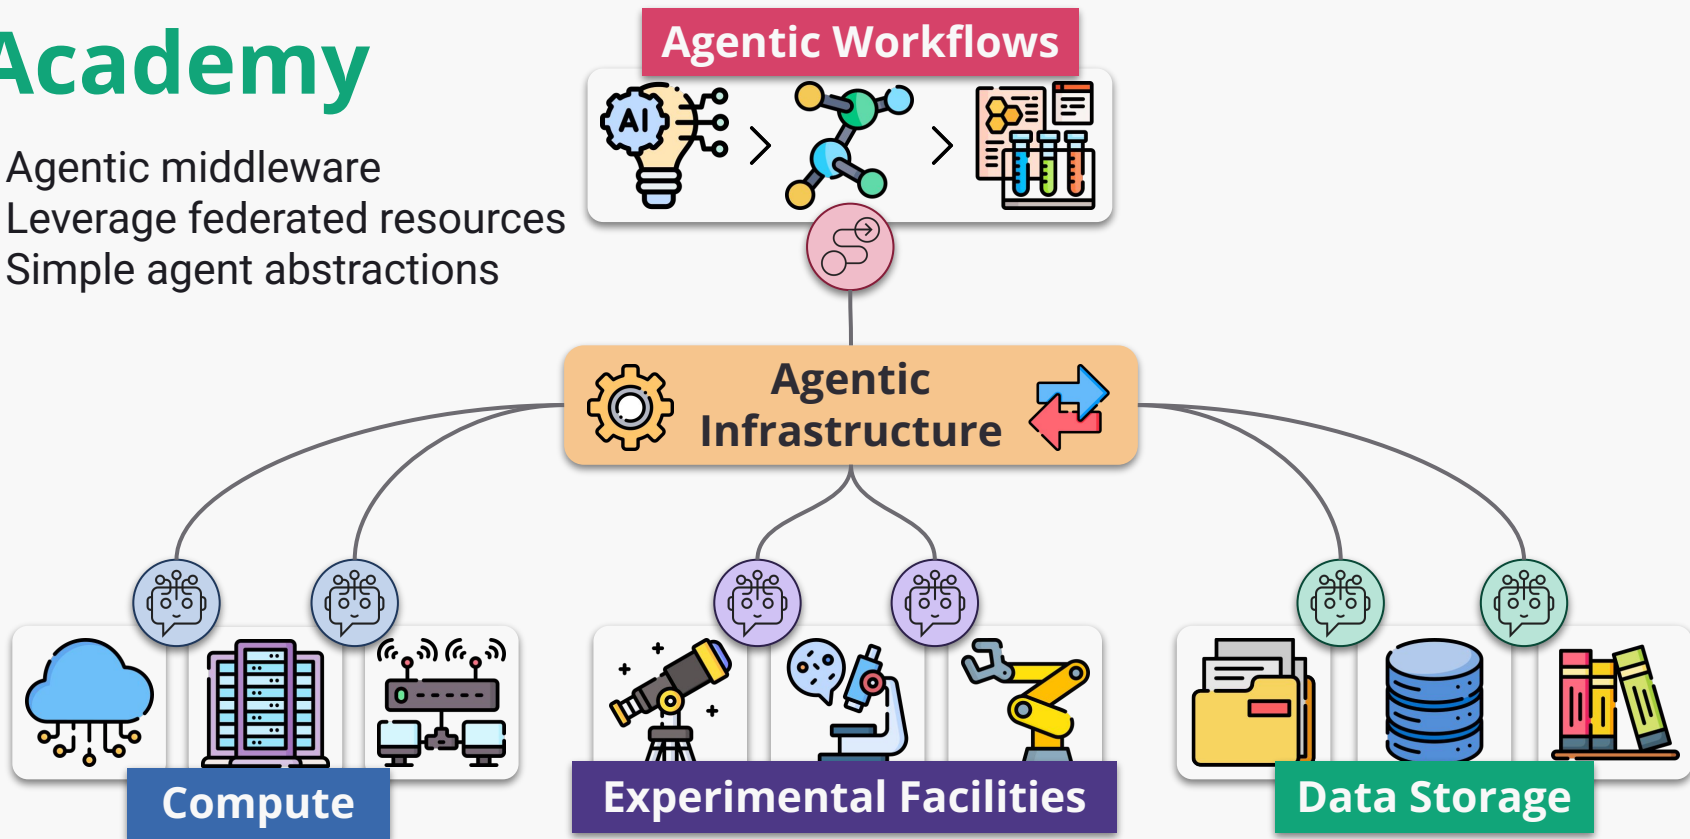 Academy
Agentic middleware
Leverage federated resources
Simple agent abstractions
Agentic Workflows
AI
Agentic
Infrastructure
Compute
Experimental Facilities
Data Storage